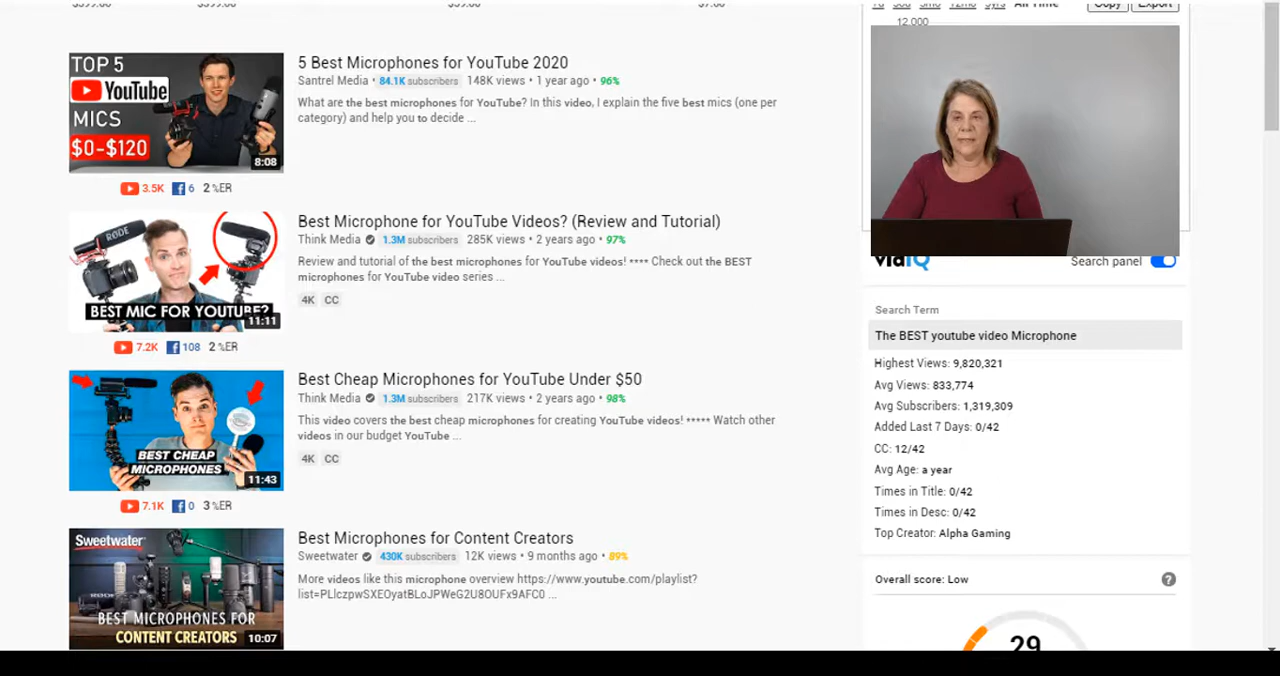 12,000
TOP 5
YouTube
MICS
$0-$120
8:08
5 Best Microphones for YouTube 2020
Santrel Media • 84.1K subscribers 148K views • 1 year ago • 96%
What are the best microphones for YouTube? In this video, I explain the five best mics (one per
category) and help you to decide ...
3.5K 6 2 %ER
RØDE
BEST MIC FOR YOUTUBE?
11:11
Best Microphone for YouTube Videos? (Review and Tutorial)
Think Media 1.3M subscribers 285K views • 2 years ago • 97%
Review and tutorial of the best microphones for YouTube videos! **** Check out the BEST
microphones for YouTube video series ...
4K CC
7.2K 108 2 %ER
BEST CHEAP
MICROPHONES
11:43
Best Cheap Microphones for YouTube Under $50
Think Media 1.3M subscribers 217K views • 2 years ago • 98%
This video covers the best cheap microphones for creating YouTube videos! ***** Watch other
videos in our budget YouTube ...
4K CC
7.1K 0 3 %ER
Sweetwater
BEST MICROPHONES FOR
CONTENT CREATORS
10:07
Best Microphones for Content Creators
Sweetwater 430K subscribers 12K views • 9 months ago • 89%
More videos like this microphone overview https://www.youtube.com/playlist?
list=PLlczpwSXEOyatBLoJPWeG2U8OUFx9AFC0 ...
vidIQ
Search panel
Search Term
The BEST youtube video Microphone
Highest Views: 9,820,321
Avg Views: 833,774
Avg Subscribers: 1,319,309
Added Last 7 Days: 0/42
CC: 12/42
Avg Age: a year
Times in Title: 0/42
Times in Desc: 0/42
Top Creator: Alpha Gaming
Overall score: Low
?
29